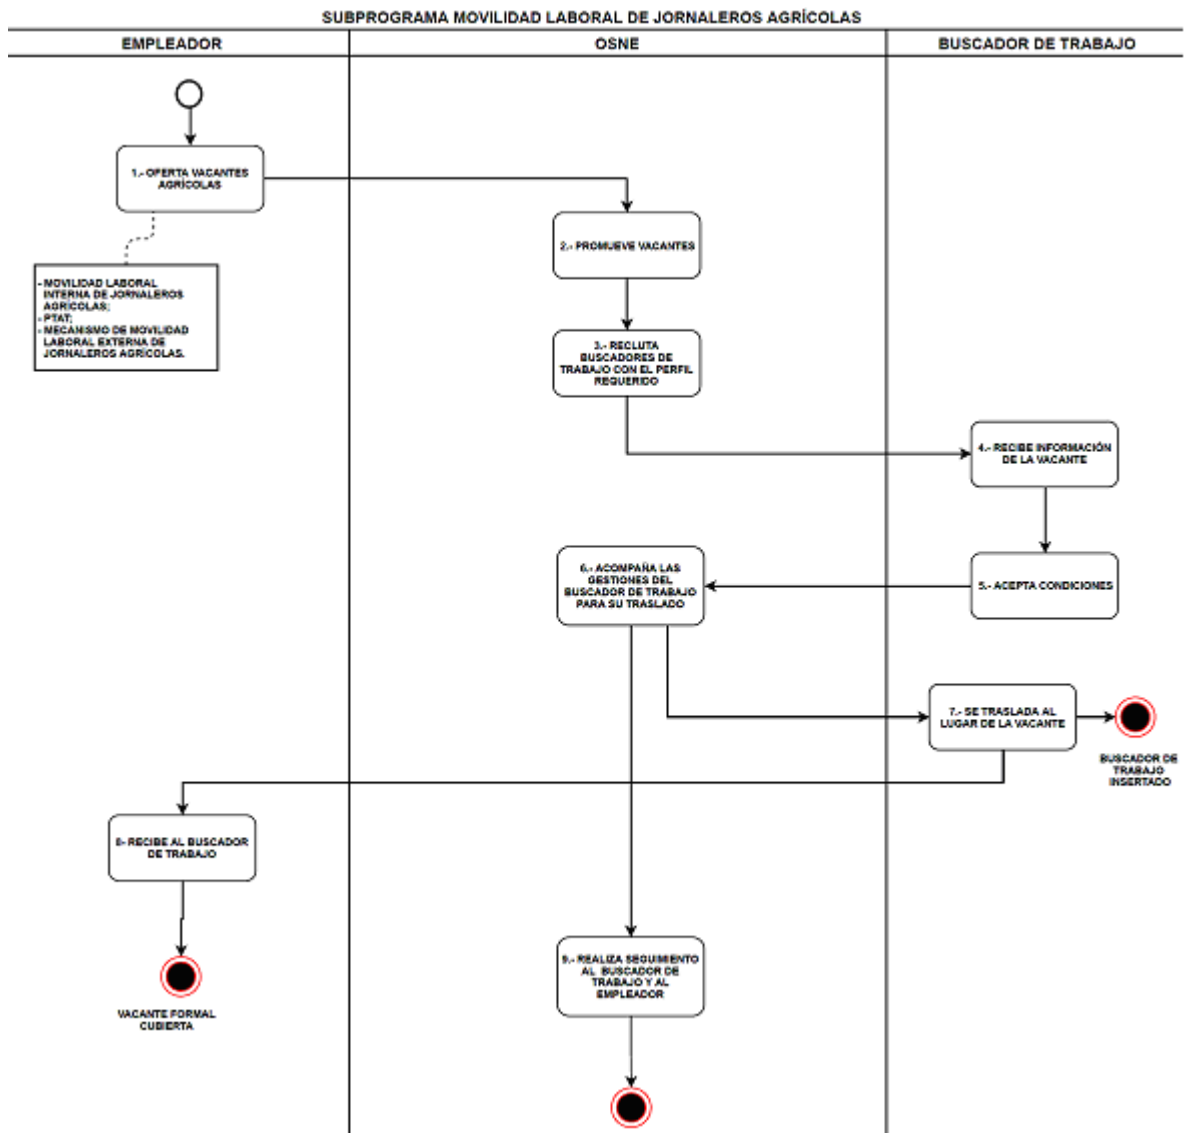 SUBPROGRAMA MOVILIDAD LABORAL DE JORNALEROS AGRÍCOLAS
EMPLEADOR
OSNE
BUSCADOR DE TRABAJO
1.- OFERTA VACANTES
AGRÍCOLAS
- MOVILIDAD LABORAL
INTERNA DE JORNALEROS
AGRÍCOLAS;
- PTAT;
- MECANISMO DE MOVILIDAD
LABORAL EXTERNA DE
JORNALEROS AGRÍCOLAS.
2.- PROMUEVE VACANTES
3.- RECLUTA
BUSCADORES DE
TRABAJO CON EL PERFIL
REQUERIDO
4.- RECIBE INFORMACIÓN
DE LA VACANTE
5.- ACEPTA CONDICIONES
6.- ACOMPAÑA LAS
GESTIONES DEL
BUSCADOR DE TRABAJO
PARA SU TRASLADO
7.- SE TRASLADA AL
LUGAR DE LA VACANTE
BUSCADOR DE
TRABAJO
INSERTADO
8- RECIBE AL BUSCADOR
DE TRABAJO
VACANTE FORMAL
CUBIERTA
9.- REALIZA SEGUIMIENTO
AL BUSCADOR DE
TRABAJO Y AL
EMPLEADOR